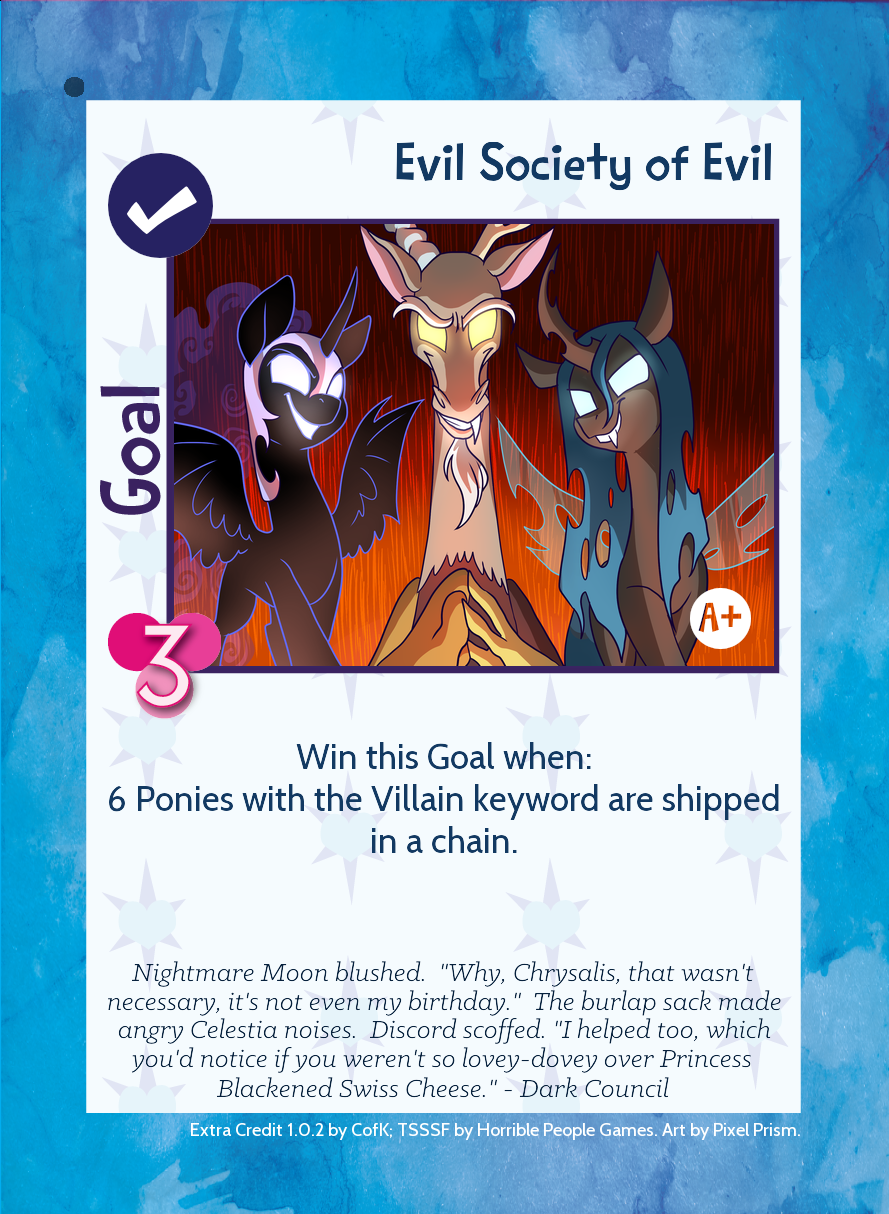 Evil Society of Evil
Goal
A+
3
Win this Goal when:
6 Ponies with the Villain keyword are shipped
in a chain.
Nightmare Moon blushed.  "Why, Chrysalis, that wasn't
necessary, it's not even my birthday."  The burlap sack made
angry Celestia noises.  Discord scoffed. "I helped too, which
you'd notice if you weren't so lovey-dovey over Princess
Blackened Swiss Cheese." - Dark Council
Extra Credit 1.0.2 by CofK; TSSSF by Horrible People Games. Art by Pixel Prism.